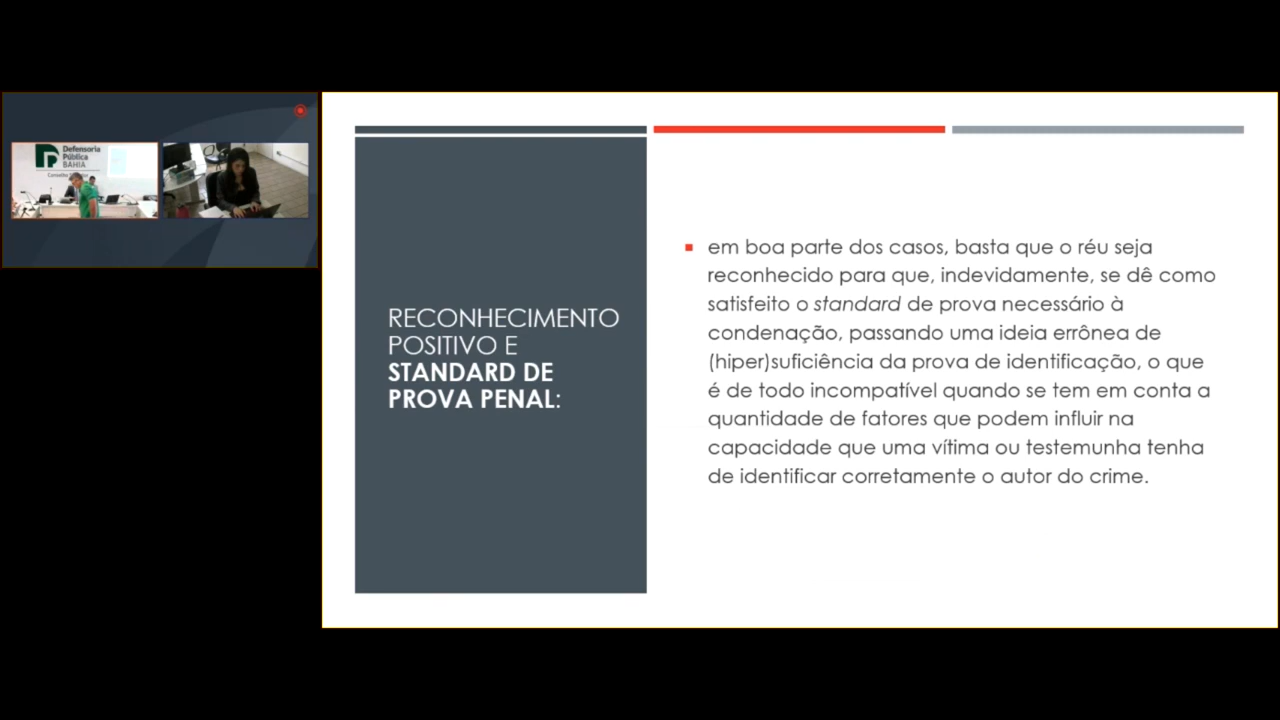 Defensoria
Pública
BAHIA
RECONHECIMENTO
POSITIVO E
STANDARD DE
PROVA PENAL:
em boa parte dos casos, basta que o réu seja
reconhecido para que, indevidamente, se dê como
satisfeito o standard de prova necessário à
condenação, passando uma ideia errônea de
(hiper)suficiência da prova de identificação, o que
é de todo incompatível quando se tem em conta a
quantidade de fatores que podem influir na
capacidade que uma vítima ou testemunha tenha
de identificar corretamente o autor do crime.